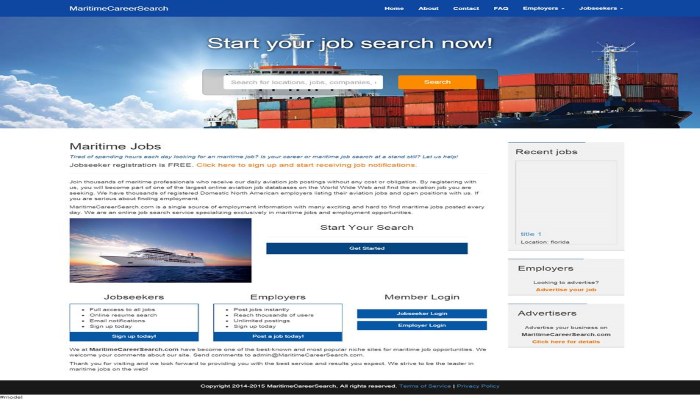 MaritimeCareerSearch
Home About Contact FAQ Employers Jobseekers
Start your job search now!
Search for locations, jobs, companies,
Search
Maritime Jobs
Tired of spending hours each day looking for an maritime job? Is your career or maritime job search at a stand still? Let us help!
Jobseeker registration is FREE. Click here to sign up and start receiving job notifications.
Join thousands of maritime professionals who receive our daily aviation job postings without any cost or obligation. By registering with
us, you will become part of one of the largest online aviation job databases on the World Wide Web and find the aviation job you are
seeking. We have thousands of registered Domestic North American employers listing their aviation jobs and open positions with us. If
you are serious about finding employment.
MaritimeCareerSearch.com is a single source of employment information with many exciting and hard to find maritime jobs posted every
day. We are an online job search service specializing exclusively in maritime jobs and employment opportunities.
Start Your Search
Get Started
Jobseekers
Full access to all jobs
Online resume search
Email notifications
Sign up today!
Sign up today!
Employers
Post jobs instantly
Reach thousands of users
Unlimited postings
Sign up today
Post a job today!
Member Login
Jobseeker Login
Employer Login
We at MaritimeCareerSearch.com have become one of the best-known and most popular niche sites for maritime job opportunities. We
welcome your comments about our site. Send comments to admin@MaritimeCareerSearch.com.
Thank you for visiting and we look forward to providing you with the best service and results you expect. We strive to be the leader in
maritime jobs on the web!
Recent jobs
title 1
Location: florida
Employers
Looking to advertise?
Advertise your job
Advertisers
Advertise your business on
MaritimeCareerSearch.com
Click here for details
Copyright 2014-2015 MaritimeCareerSearch, All rights reserved. Terms of Service | Privacy Policy
#model